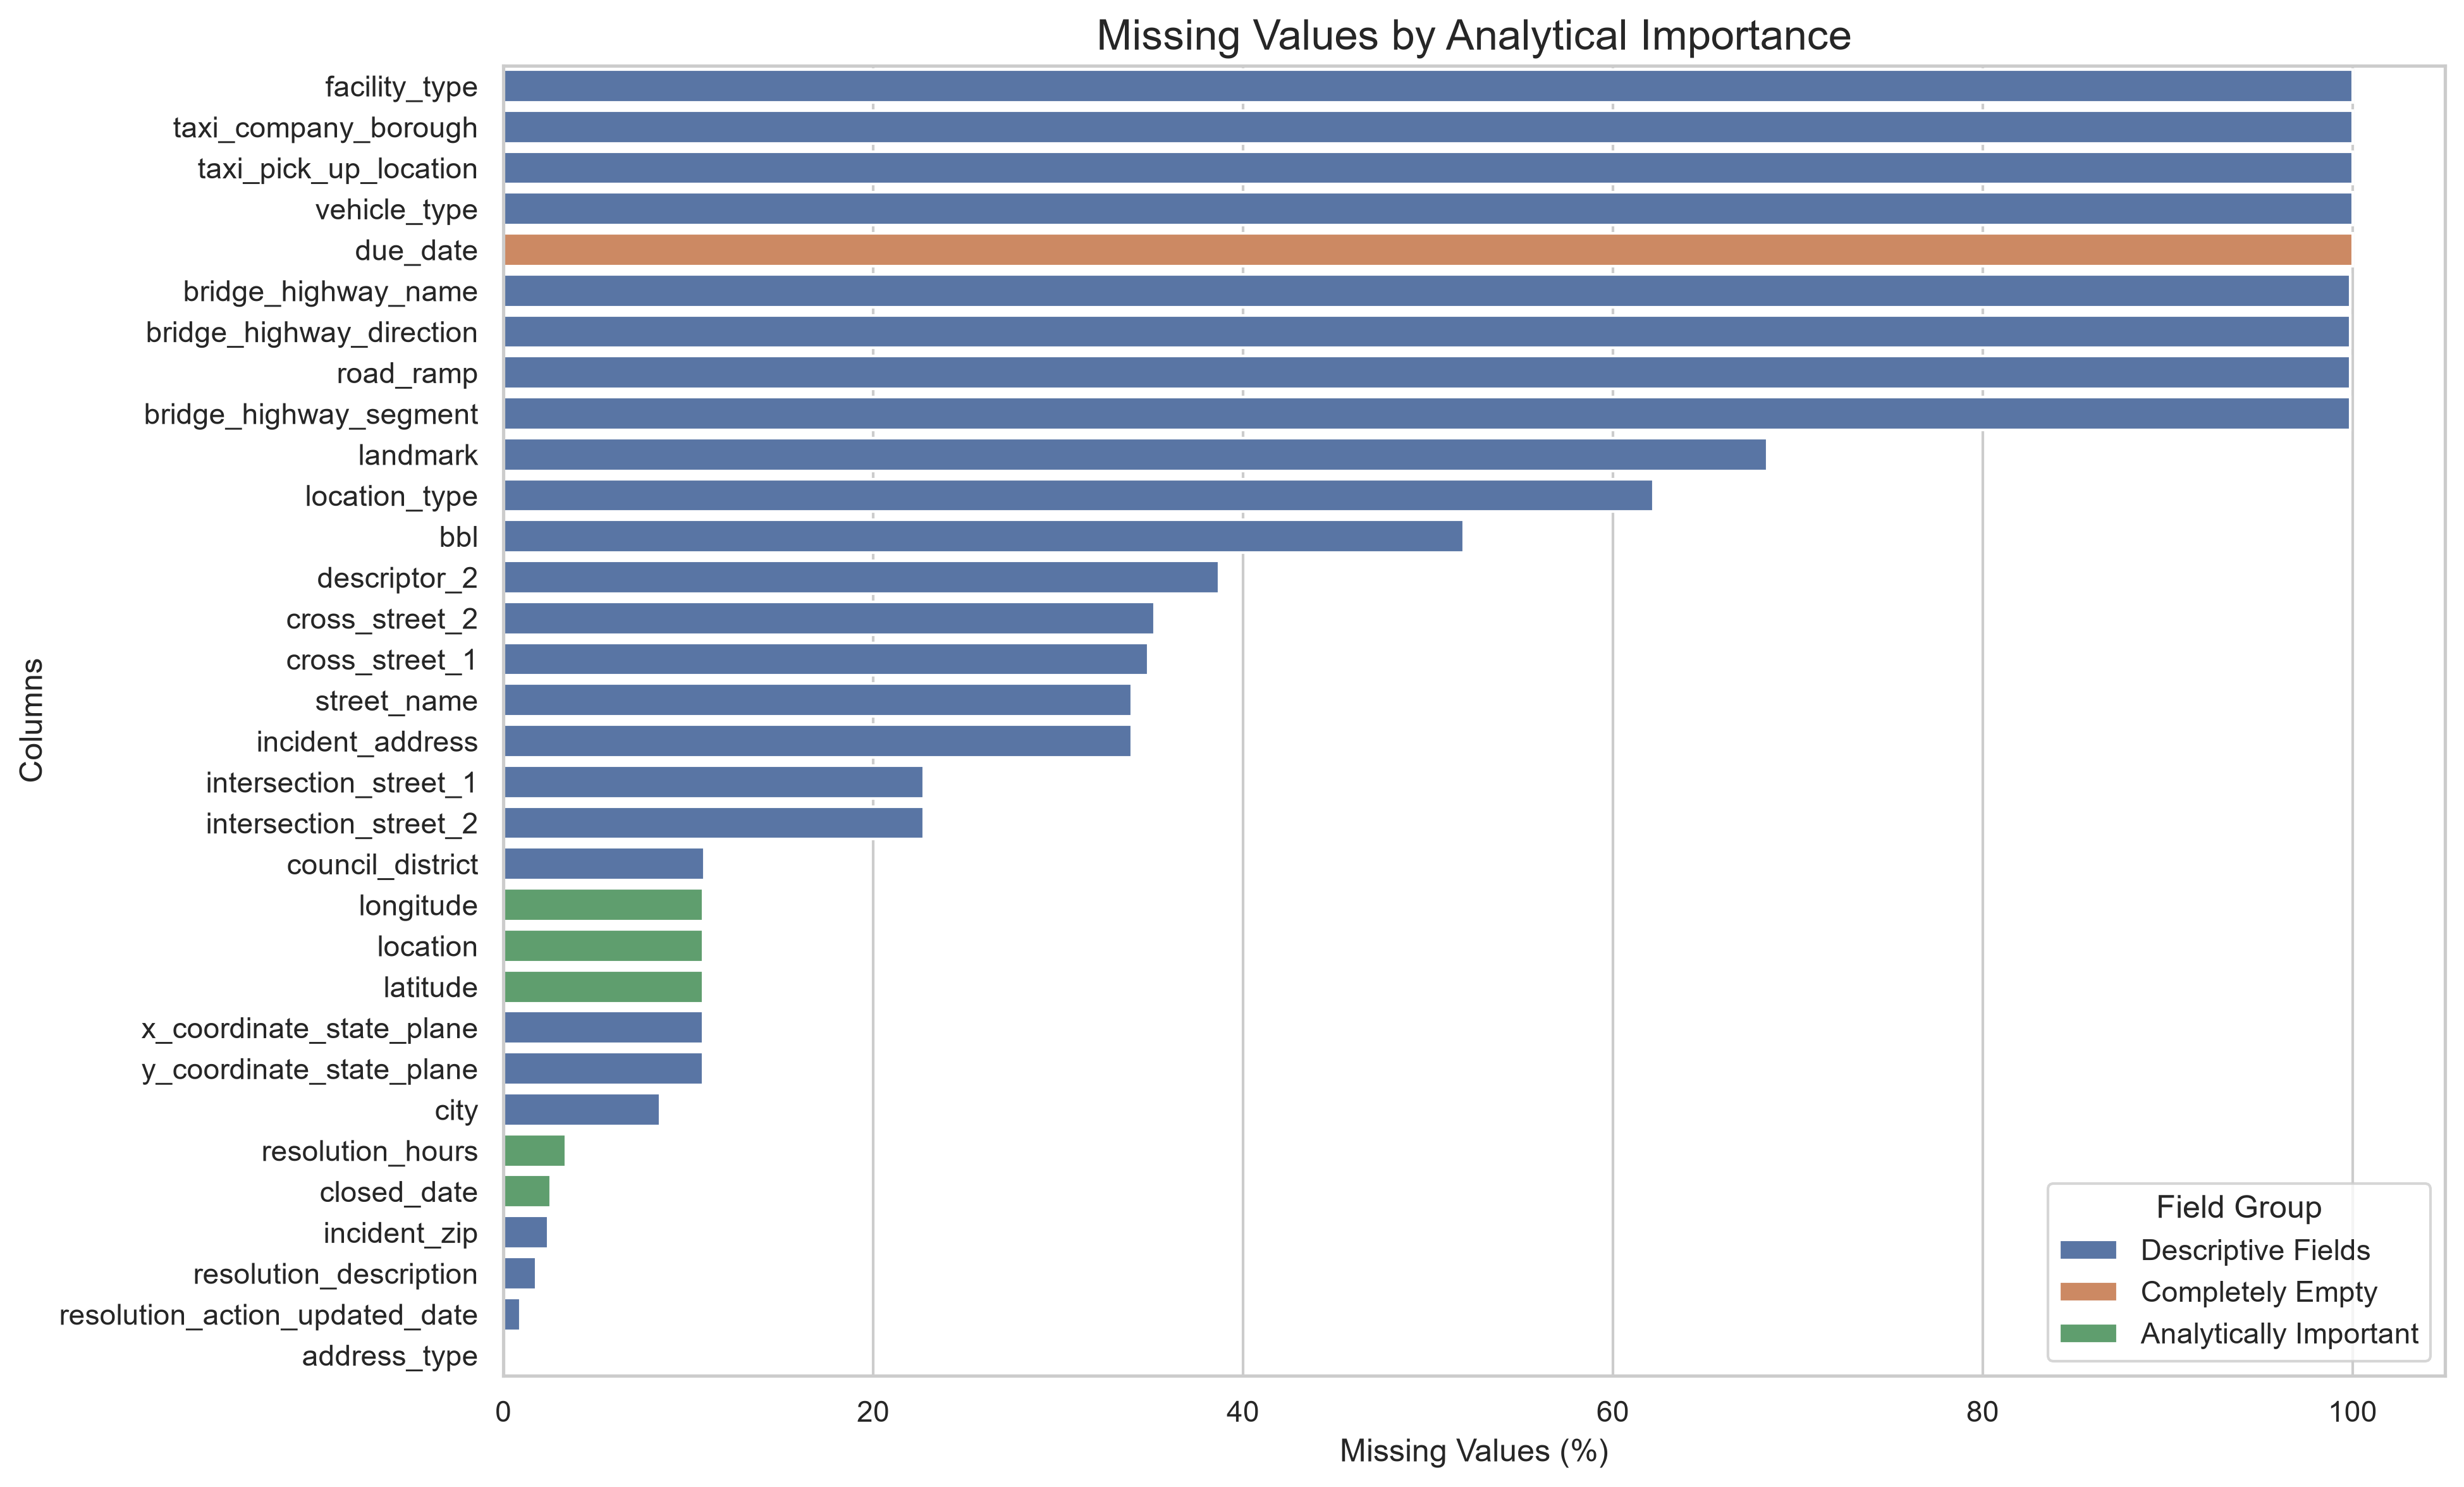 Missing Values by Analytical Importance
Columns
facility_type
taxi_company_borough
taxi_pick_up_location
vehicle_type
due_date
bridge_highway_name
bridge_highway_direction
road_ramp
bridge_highway_segment
landmark
location_type
bbl
descriptor_2
cross_street_2
cross_street_1
street_name
incident_address
intersection_street_1
intersection_street_2
council_district
longitude
location
latitude
x_coordinate_state_plane
y_coordinate_state_plane
city
resolution_hours
closed_date
incident_zip
resolution_description
resolution_action_updated_date
address_type
Field Group
Descriptive Fields
Completely Empty
Analytically Important
0 20 40 60 80 100
Missing Values (%)